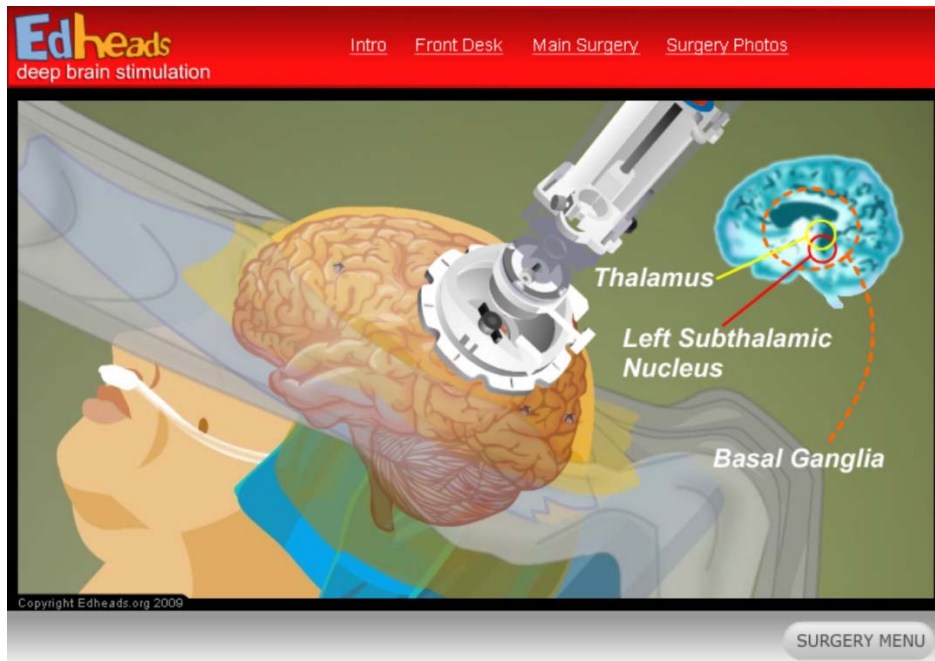 Edheads
deep brain stimulation
Intro Front Desk Main Surgery Surgery Photos
Thalamus
Left Subthalamic
Nucleus
Basal Ganglia
Copyright Edheads.org 2009
SURGERY MENU